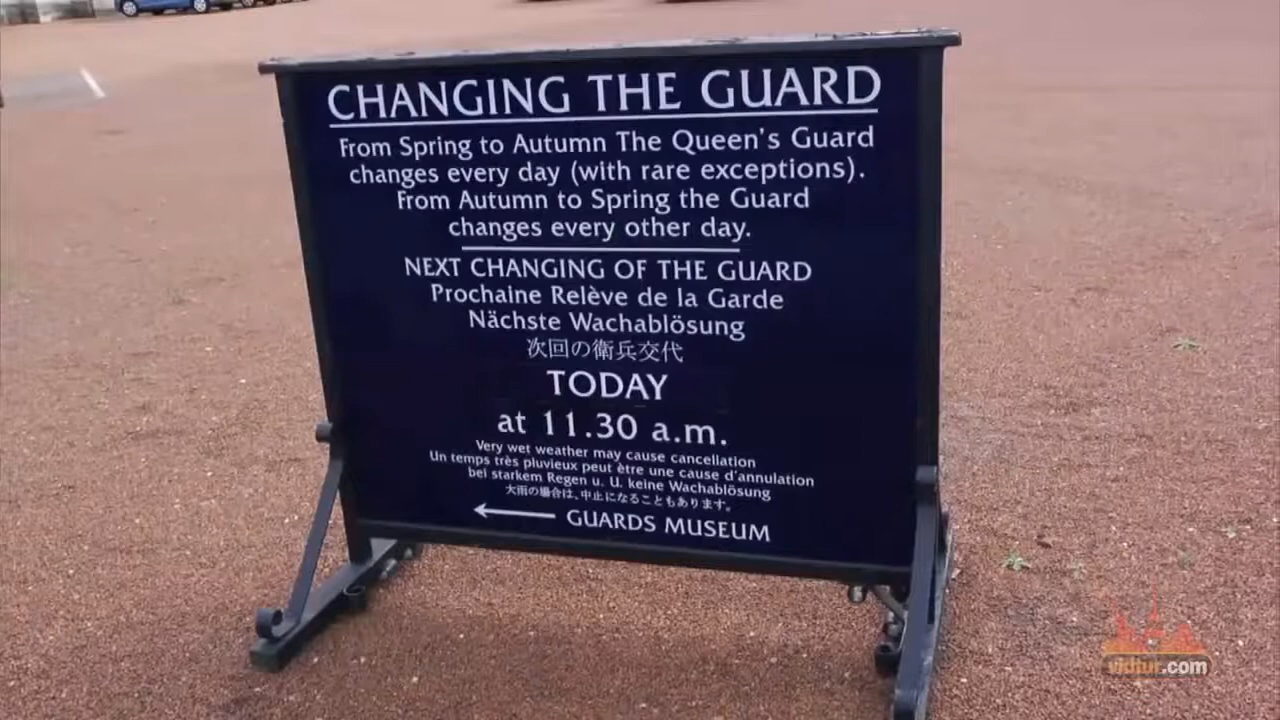 CHANGING THE GUARD
From Spring to Autumn The Queen's Guard
changes every day (with rare exceptions).
From Autumn to Spring the Guard
changes every other day.
NEXT CHANGING OF THE GUARD
Prochaine Relève de la Garde
Nächste Wachablösung
次回の衛兵交代
TODAY
at 11.30 a.m.
Very wet weather may cause cancellation
Un temps très pluvieux peut être une cause d'annulation
bei starkem Regen u. U. keine Wachablösung
大雨の場合は、中止になることもあります。
GUARDS MUSEUM
vidtur.com